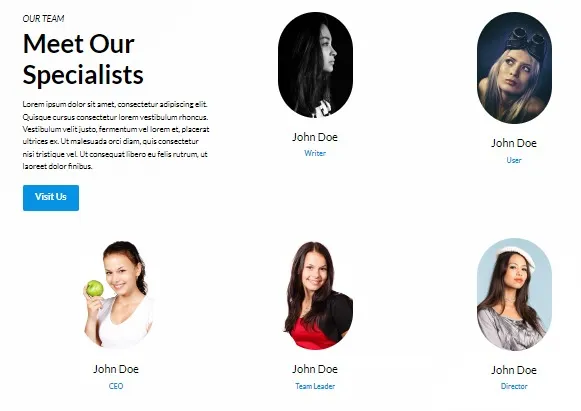 OUR TEAM
Meet Our
Specialists
Lorem ipsum dolor sit amet, consectetur adipiscing elit.
Quisque cursus consectetur lorem vestibulum rhoncus.
Vestibulum velit justo, fermentum vel lorem et, placerat
ultrices ex. Ut malesuada orci diam, quis consectetur
nisi tristique vel. Ut consequat libero eu felis rutrum, ut
laoreet dolor finibus.
Visit Us
John Doe
Writer
John Doe
User
John Doe
CEO
John Doe
Team Leader
John Doe
Director